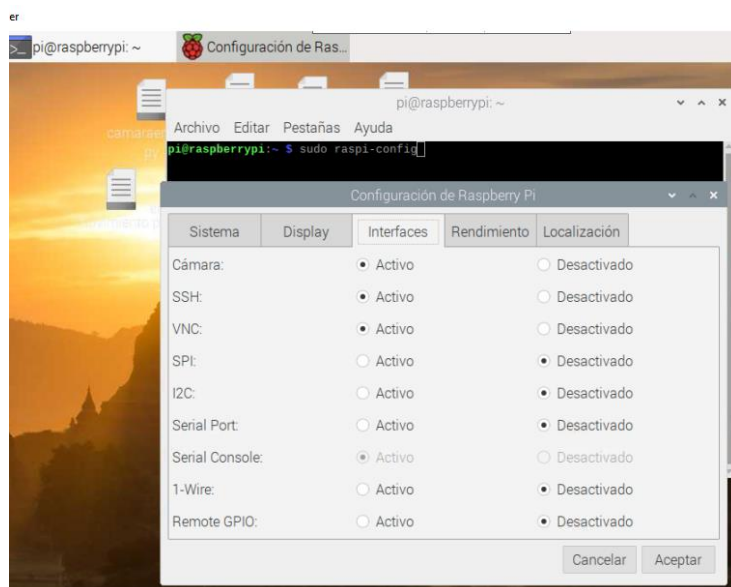 er
pi@raspberrypi: ~ Configuración de Ras...
pi@raspberrypi: ~
Archivo Editar Pestañas Ayuda
pi@raspberrypi:~ $ sudo raspi-config
Configuración de Raspberry Pi
Sistema Display Interfaces Rendimiento Localización
Cámara: Activo Desactivado
SSH: Activo Desactivado
VNC: Activo Desactivado
SPI: Activo Desactivado
I2C: Activo Desactivado
Serial Port: Activo Desactivado
Serial Console: Activo Desactivado
1-Wire: Activo Desactivado
Remote GPIO: Activo Desactivado
Cancelar Aceptar